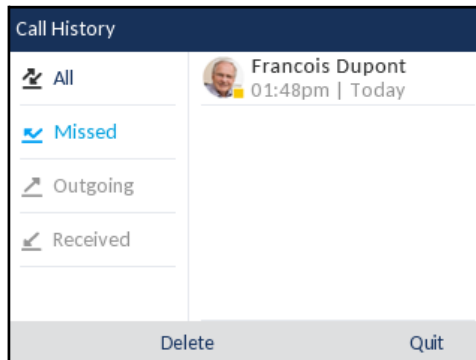 Call History
All
Missed
Outgoing
Received
Francois Dupont
01:48pm | Today
Delete
Quit